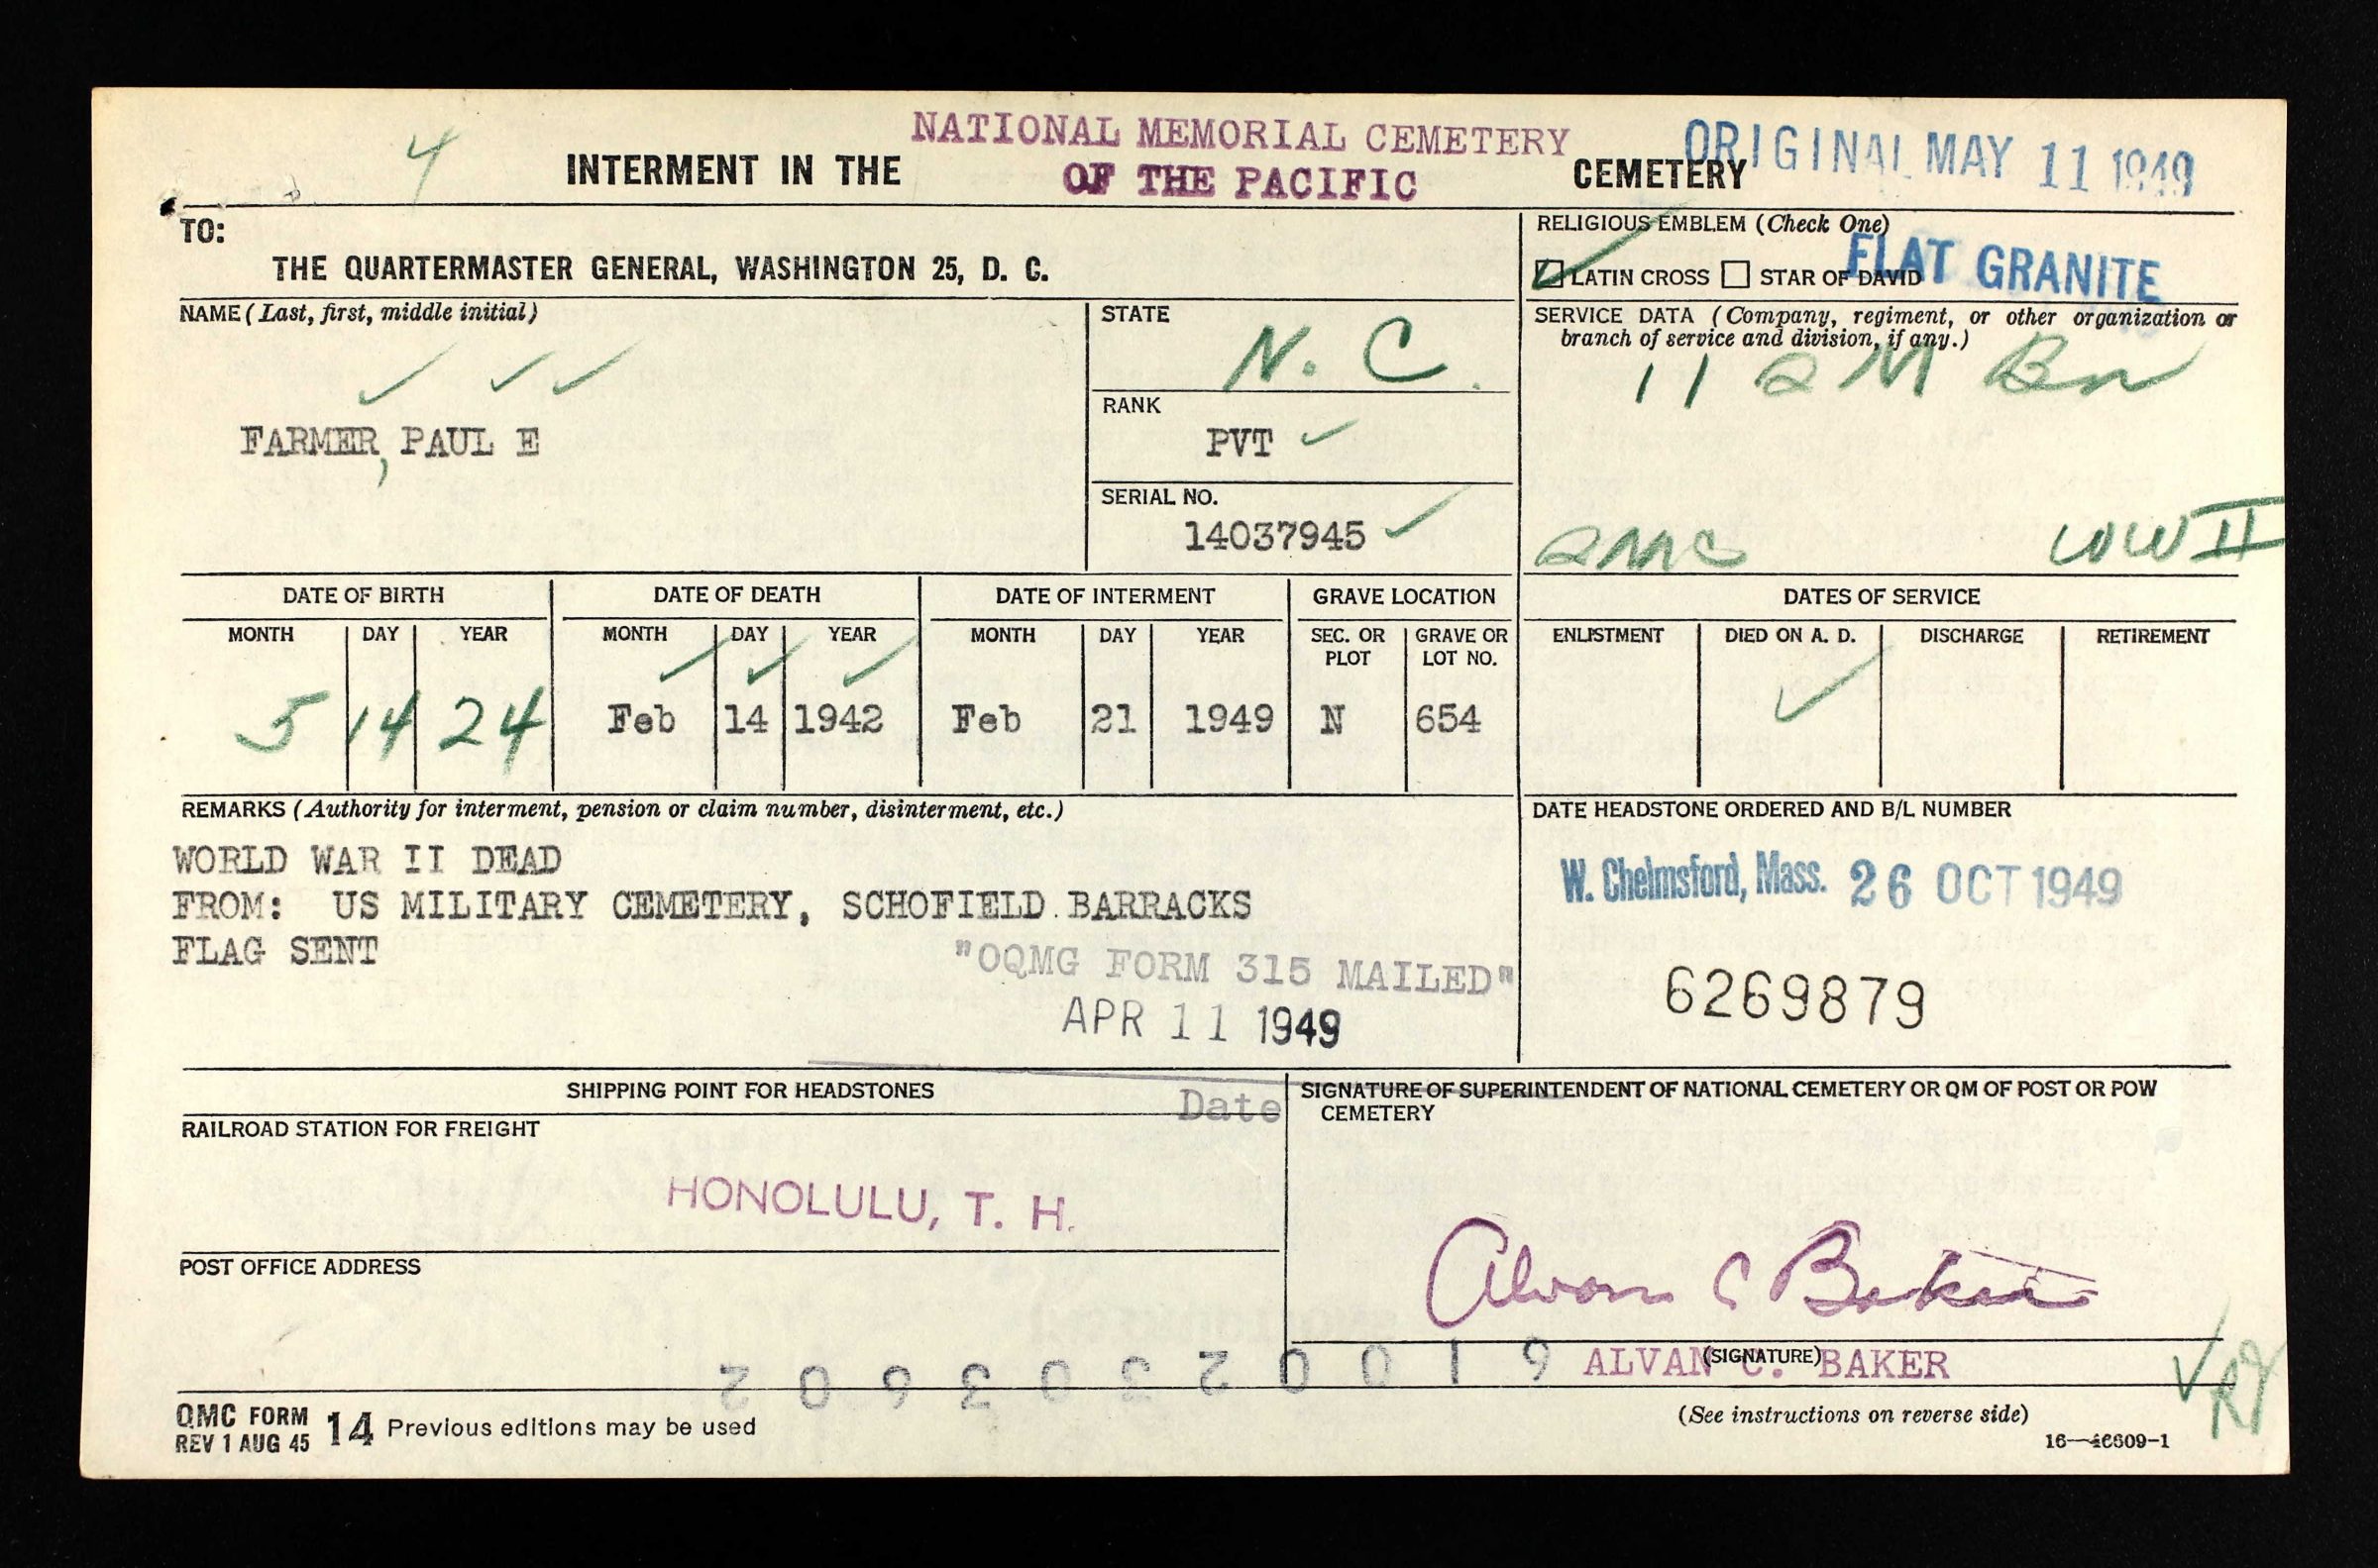 4
INTERMENT IN THE NATIONAL MEMORIAL CEMETERY OF THE PACIFIC CEMETERY
ORIGINAL MAY 11 1949
TO:
THE QUARTERMASTER GENERAL, WASHINGTON 25, D. C.
RELIGIOUS EMBLEM (Check One)
LATIN CROSS STAR OF DAVID
FLAT GRANITE
NAME (Last, first, middle initial)
FARMER, PAUL E
STATE
N. C.
RANK
PVT
SERIAL NO.
14037945
SERVICE DATA (Company, regiment, or other organization or
branch of service and division, if any.)
11 QM Bn
QMC WW II
DATE OF BIRTH
MONTH DAY YEAR
5 14 24
DATE OF DEATH
MONTH DAY YEAR
Feb 14 1942
DATE OF INTERMENT
MONTH DAY YEAR
Feb 21 1949
GRAVE LOCATION
SEC. OR PLOT GRAVE OR LOT NO.
N 654
DATES OF SERVICE
ENLISTMENT DIED ON A. D. DISCHARGE RETIREMENT
REMARKS (Authority for interment, pension or claim number, disinterment, etc.)
WORLD WAR II DEAD
FROM: US MILITARY CEMETERY, SCHOFIELD BARRACKS
FLAG SENT
"OQMG FORM 315 MAILED"
APR 11 1949
Date
DATE HEADSTONE ORDERED AND B/L NUMBER
W. Chelmsford, Mass. 26 OCT 1949
6269879
SHIPPING POINT FOR HEADSTONES
RAILROAD STATION FOR FREIGHT
HONOLULU, T. H.
POST OFFICE ADDRESS
SIGNATURE OF SUPERINTENDENT OF NATIONAL CEMETERY OR QM OF POST OR POW
CEMETERY
Alvan C Baker
(SIGNATURE)
ALVAN C. BAKER
QMC FORM
REV 1 AUG 45 14 Previous editions may be used
(See instructions on reverse side)
16—46609-1